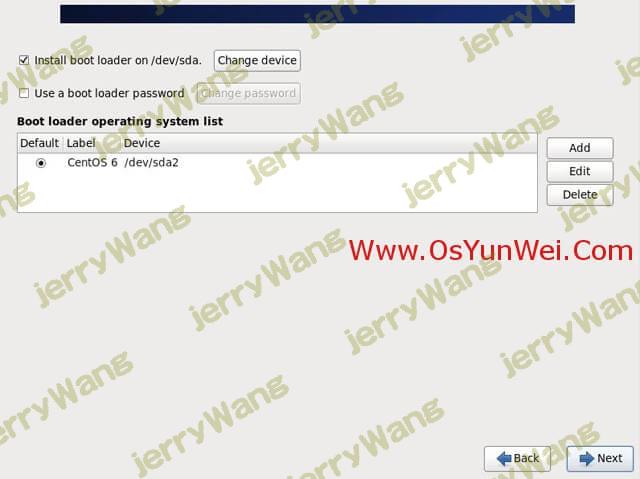 Install boot loader on /dev/sda.
Change device
Use a boot loader password
Change password
Boot loader operating system list
Default Label Device
CentOS 6 /dev/sda2
Add
Edit
Delete
Www.OsYunWei.Com
Back
Next
jerryWang
jerryWang
jerryWang
jerryWang
jerryWang
jerryWang
jerryWang
jerryWang
jerryWang
jerryWang
jerryWang
jerryWang
jerryWang